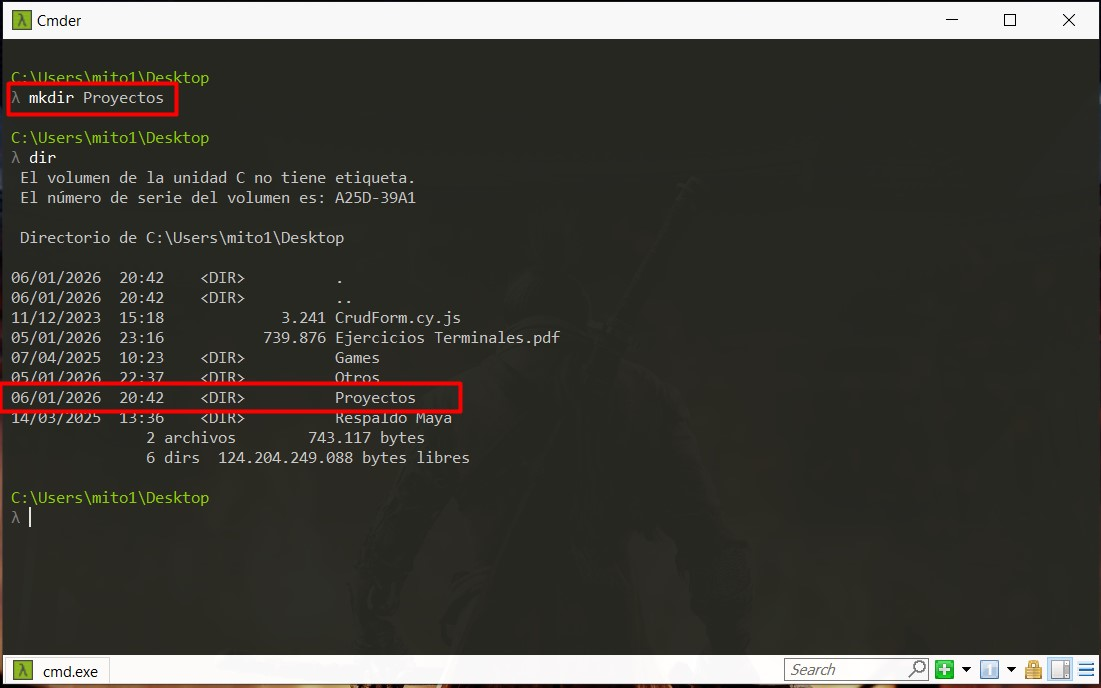 Cmder
C:\Users\mito1\Desktop
λ mkdir Proyectos
C:\Users\mito1\Desktop
λ dir
El volumen de la unidad C no tiene etiqueta.
El número de serie del volumen es: A25D-39A1
Directorio de C:\Users\mito1\Desktop
06/01/2026  20:42    <DIR>          .
06/01/2026  20:42    <DIR>          ..
11/12/2023  15:18             3.241 CrudForm.cy.js
05/01/2026  23:16           739.876 Ejercicios Terminales.pdf
07/04/2025  10:23    <DIR>          Games
05/01/2026  22:37    <DIR>          Otros
06/01/2026  20:42    <DIR>          Proyectos
14/03/2025  13:36    <DIR>          Respaldo Maya
2 archivos        743.117 bytes
6 dirs  124.204.249.088 bytes libres
C:\Users\mito1\Desktop
λ
λ cmd.exe
Search
1